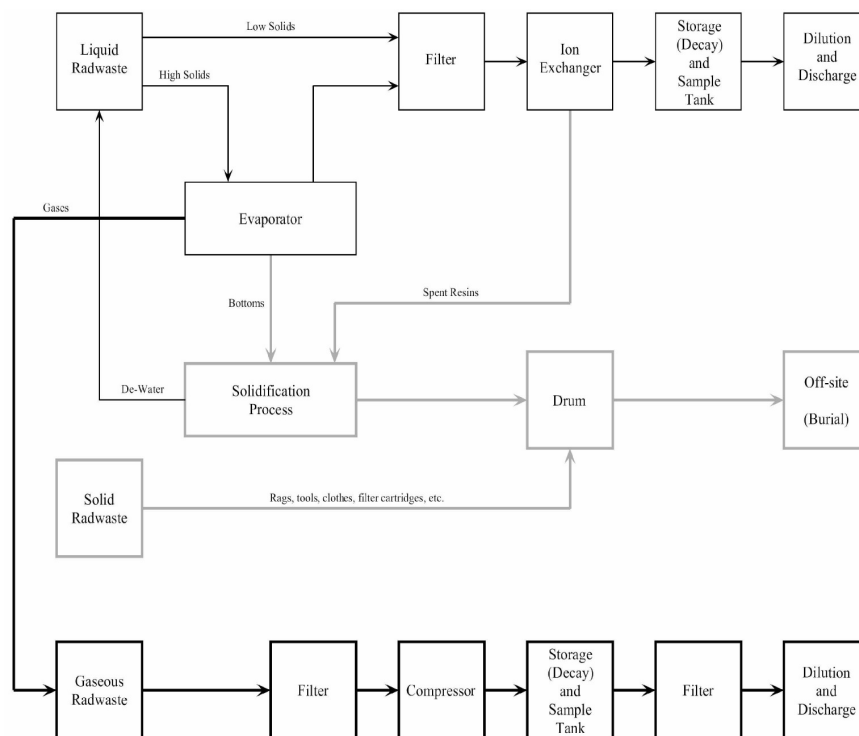 Low Solids
Liquid
Radwaste
High Solids
Filter
Ion
Exchanger
Storage
(Decay)
and
Sample
Tank
Dilution
and
Discharge
Gases
Evaporator
Bottoms
Spent Resins
De-Water
Solidification
Process
Drum
Off-site
(Burial)
Solid
Radwaste
Rags, tools, clothes, filter cartridges, etc.
Gaseous
Radwaste
Filter
Compressor
Storage
(Decay)
and
Sample
Tank
Filter
Dilution
and
Discharge